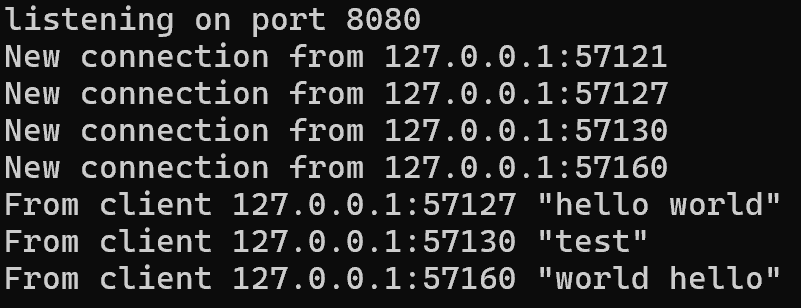 listening on port 8080
New connection from 127.0.0.1:57121
New connection from 127.0.0.1:57127
New connection from 127.0.0.1:57130
New connection from 127.0.0.1:57160
From client 127.0.0.1:57127 "hello world"
From client 127.0.0.1:57130 "test"
From client 127.0.0.1:57160 "world hello"